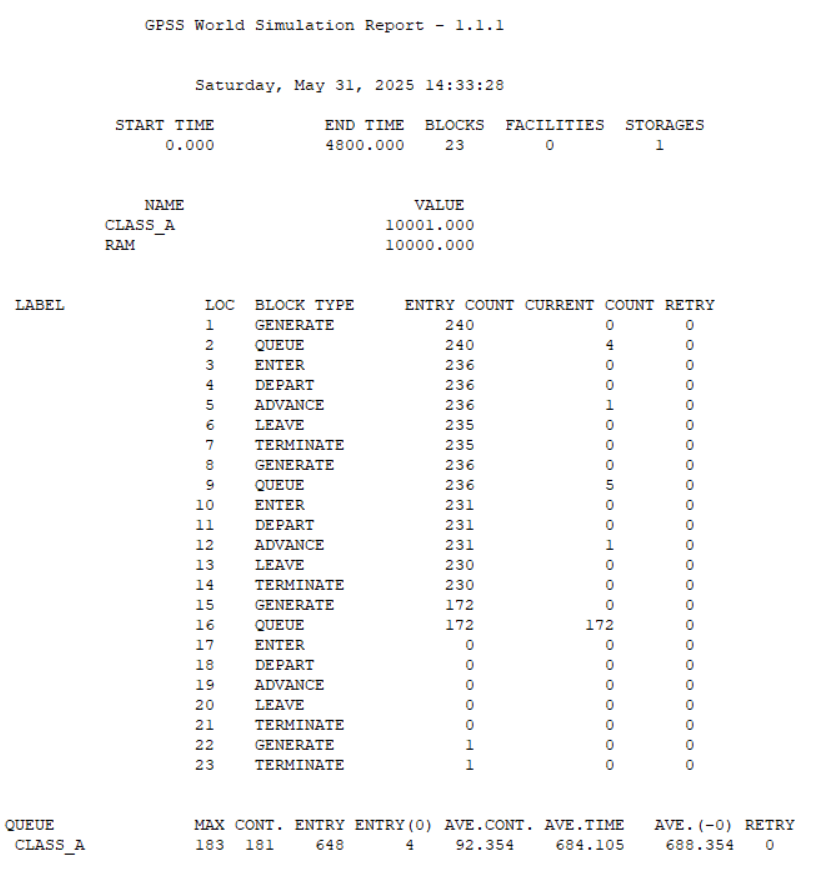 GPSS World Simulation Report - 1.1.1
Saturday, May 31, 2025 14:33:28
START TIME END TIME BLOCKS FACILITIES STORAGES
0.000 4800.000 23 0 1
NAME VALUE
CLASS_A 10001.000
RAM 10000.000
LABEL LOC BLOCK TYPE ENTRY COUNT CURRENT COUNT RETRY
1 GENERATE 240 0 0
2 QUEUE 240 4 0
3 ENTER 236 0 0
4 DEPART 236 0 0
5 ADVANCE 236 1 0
6 LEAVE 235 0 0
7 TERMINATE 235 0 0
8 GENERATE 236 0 0
9 QUEUE 236 5 0
10 ENTER 231 0 0
11 DEPART 231 0 0
12 ADVANCE 231 1 0
13 LEAVE 230 0 0
14 TERMINATE 230 0 0
15 GENERATE 172 0 0
16 QUEUE 172 172 0
17 ENTER 0 0 0
18 DEPART 0 0 0
19 ADVANCE 0 0 0
20 LEAVE 0 0 0
21 TERMINATE 0 0 0
22 GENERATE 1 0 0
23 TERMINATE 1 0 0
QUEUE MAX CONT. ENTRY ENTRY(0) AVE.CONT. AVE.TIME AVE.(-0) RETRY
CLASS_A 183 181 648 4 92.354 684.105 688.354 0